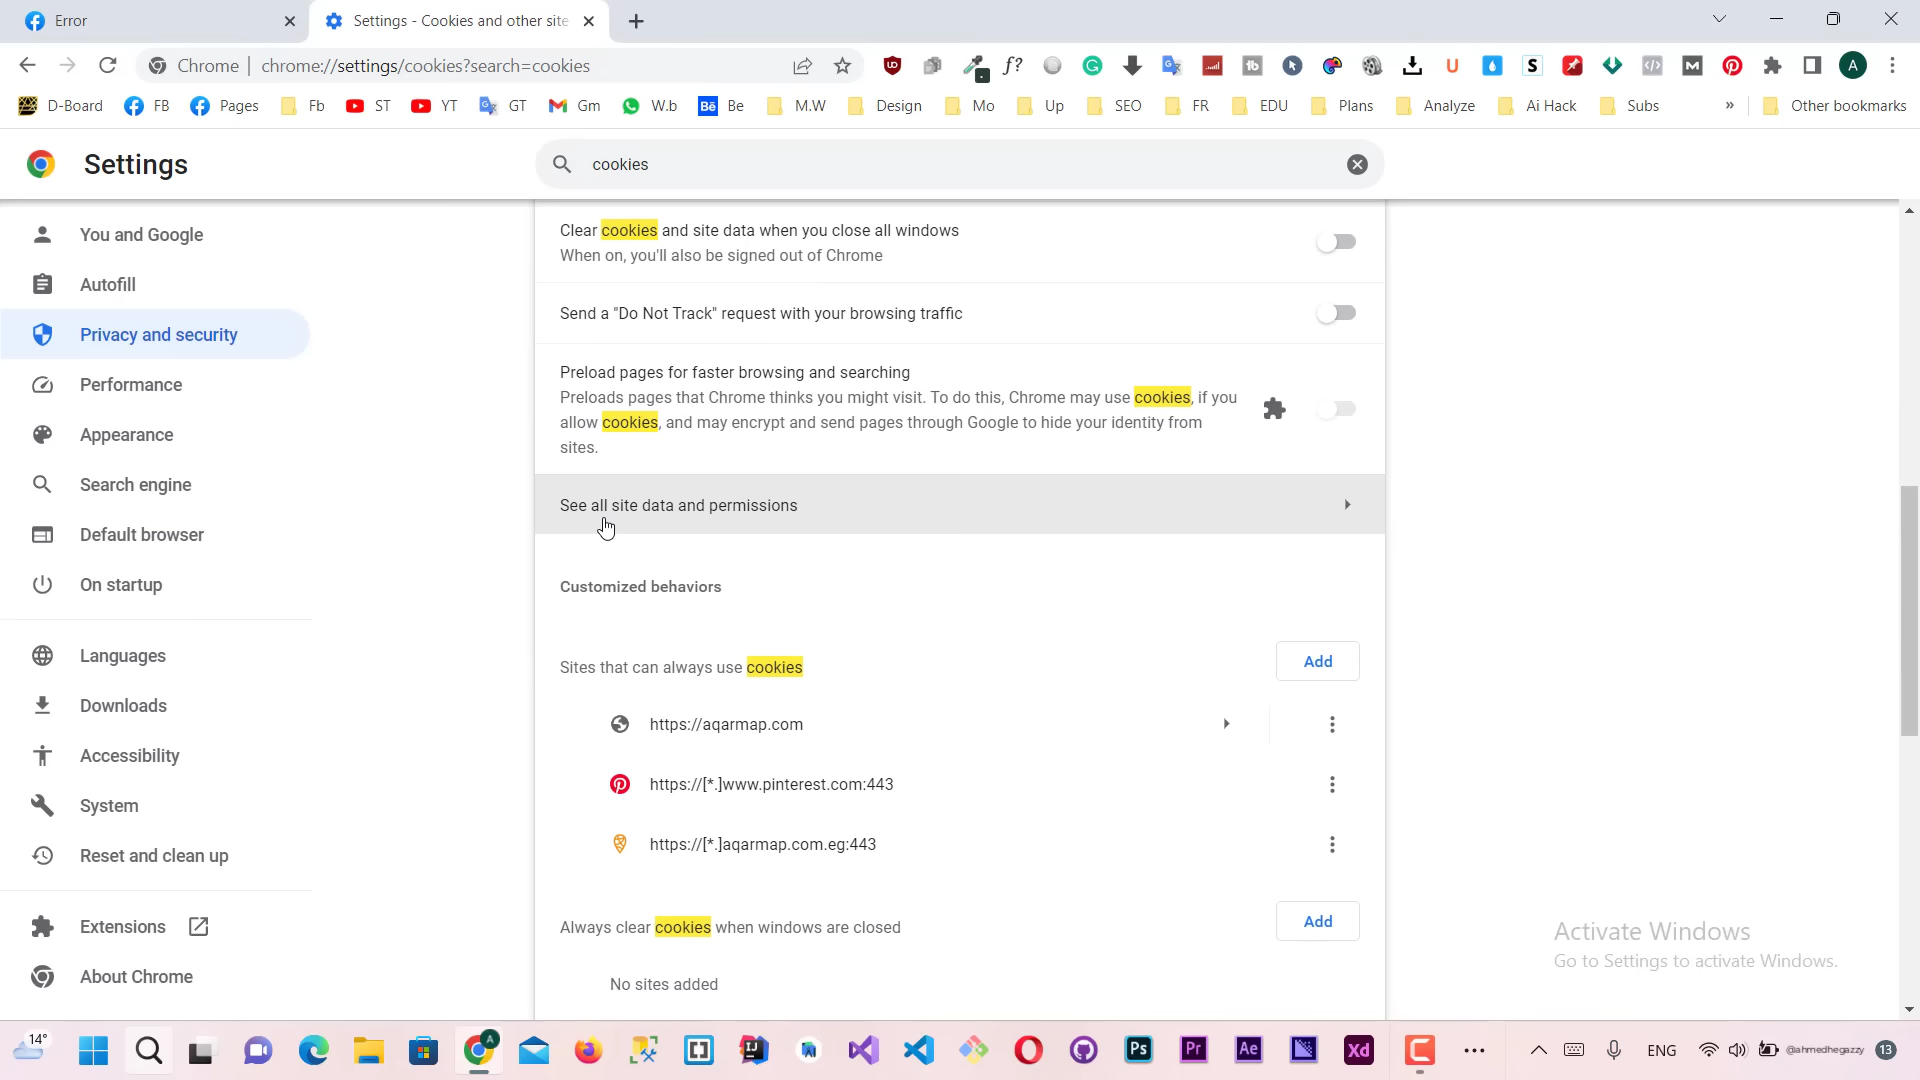 Error
Settings - Cookies and other site
Chrome | chrome://settings/cookies?search=cookies
D-Board FB Pages Fb ST YT GT Gm W.b Be M.W Design Mo Up SEO FR EDU Plans Analyze Ai Hack Subs » Other bookmarks
Settings
cookies
You and Google
Autofill
Privacy and security
Performance
Appearance
Search engine
Default browser
On startup
Languages
Downloads
Accessibility
System
Reset and clean up
Extensions
About Chrome
Clear cookies and site data when you close all windows
When on, you'll also be signed out of Chrome
Send a "Do Not Track" request with your browsing traffic
Preload pages for faster browsing and searching
Preloads pages that Chrome thinks you might visit. To do this, Chrome may use cookies, if you
allow cookies, and may encrypt and send pages through Google to hide your identity from
sites.
See all site data and permissions
Customized behaviors
Sites that can always use cookies Add
https://aqarmap.com
https://[*.]www.pinterest.com:443
https://[*.]aqarmap.com.eg:443
Always clear cookies when windows are closed Add
No sites added
Activate Windows
Go to Settings to activate Windows.
14°
ENG
@ahmedhegazzy
13